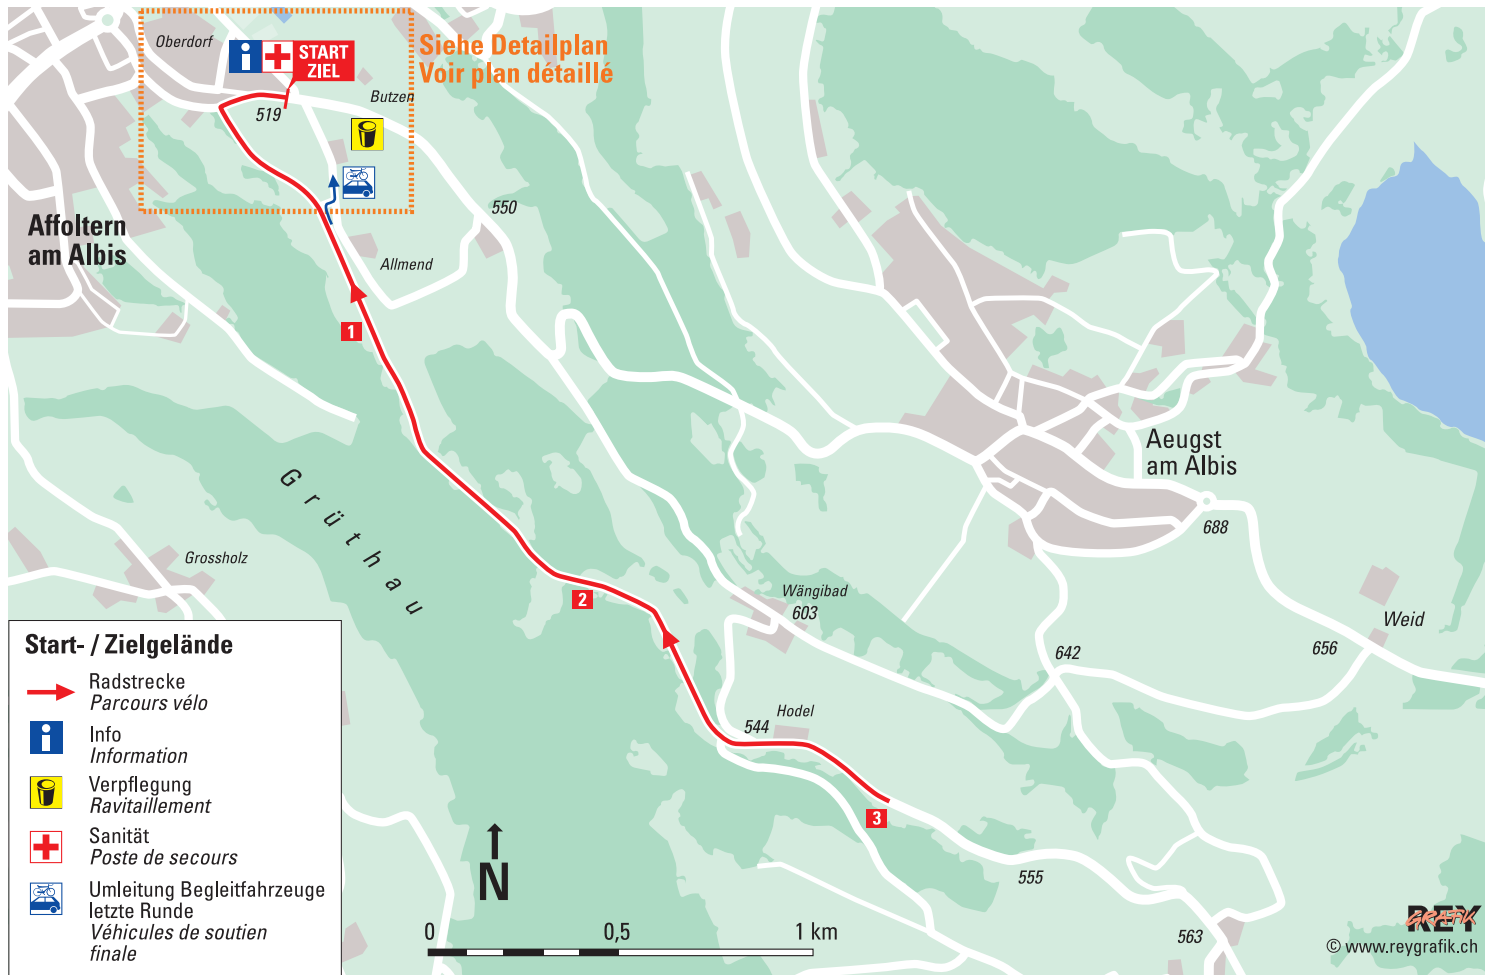 Oberdorf
START
ZIEL
Siehe Detailplan
Voir plan détaillé
Butzen
519
Affoltern
am Albis
550
Allmend
1
Grüthau
Aeugst
am Albis
688
Grossholz
2
Wängibad
603
Weid
656
642
Hodel
544
3
555
563
Start- / Zielgelände
Radstrecke
Parcours vélo
Info
Information
Verpflegung
Ravitaillement
Sanität
Poste de secours
Umleitung Begleitfahrzeuge
letzte Runde
Véhicules de soutien
finale
N
0 0,5 1 km
REY
GRAFIK
© www.reygrafik.ch